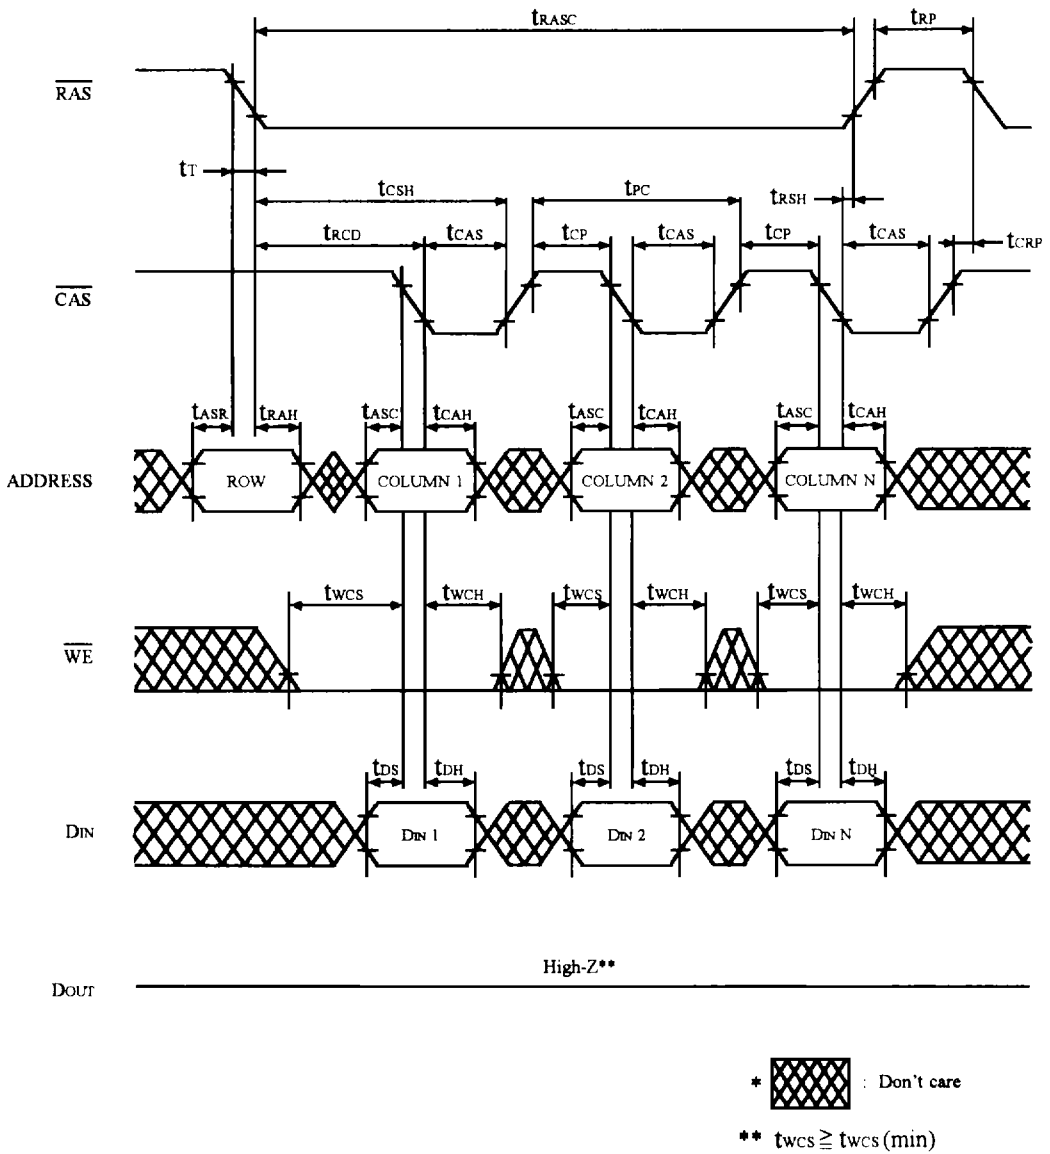 tRASC tRP
RAS
tT tCSH tPC tRSH
tRCD tCAS tCP tCAS tCP tCAS tCRP
CAS
tASR tRAH tASC tCAH tASC tCAH tASC tCAH
ADDRESS ROW COLUMN 1 COLUMN 2 COLUMN N
tWCS tWCH tWCS tWCH tWCS tWCH
WE
tDS tDH tDS tDH tDS tDH
DIN DIN 1 DIN 2 DIN N
High-Z**
DOUT
* : Don't care
** tWCS ≧ tWCS (min)